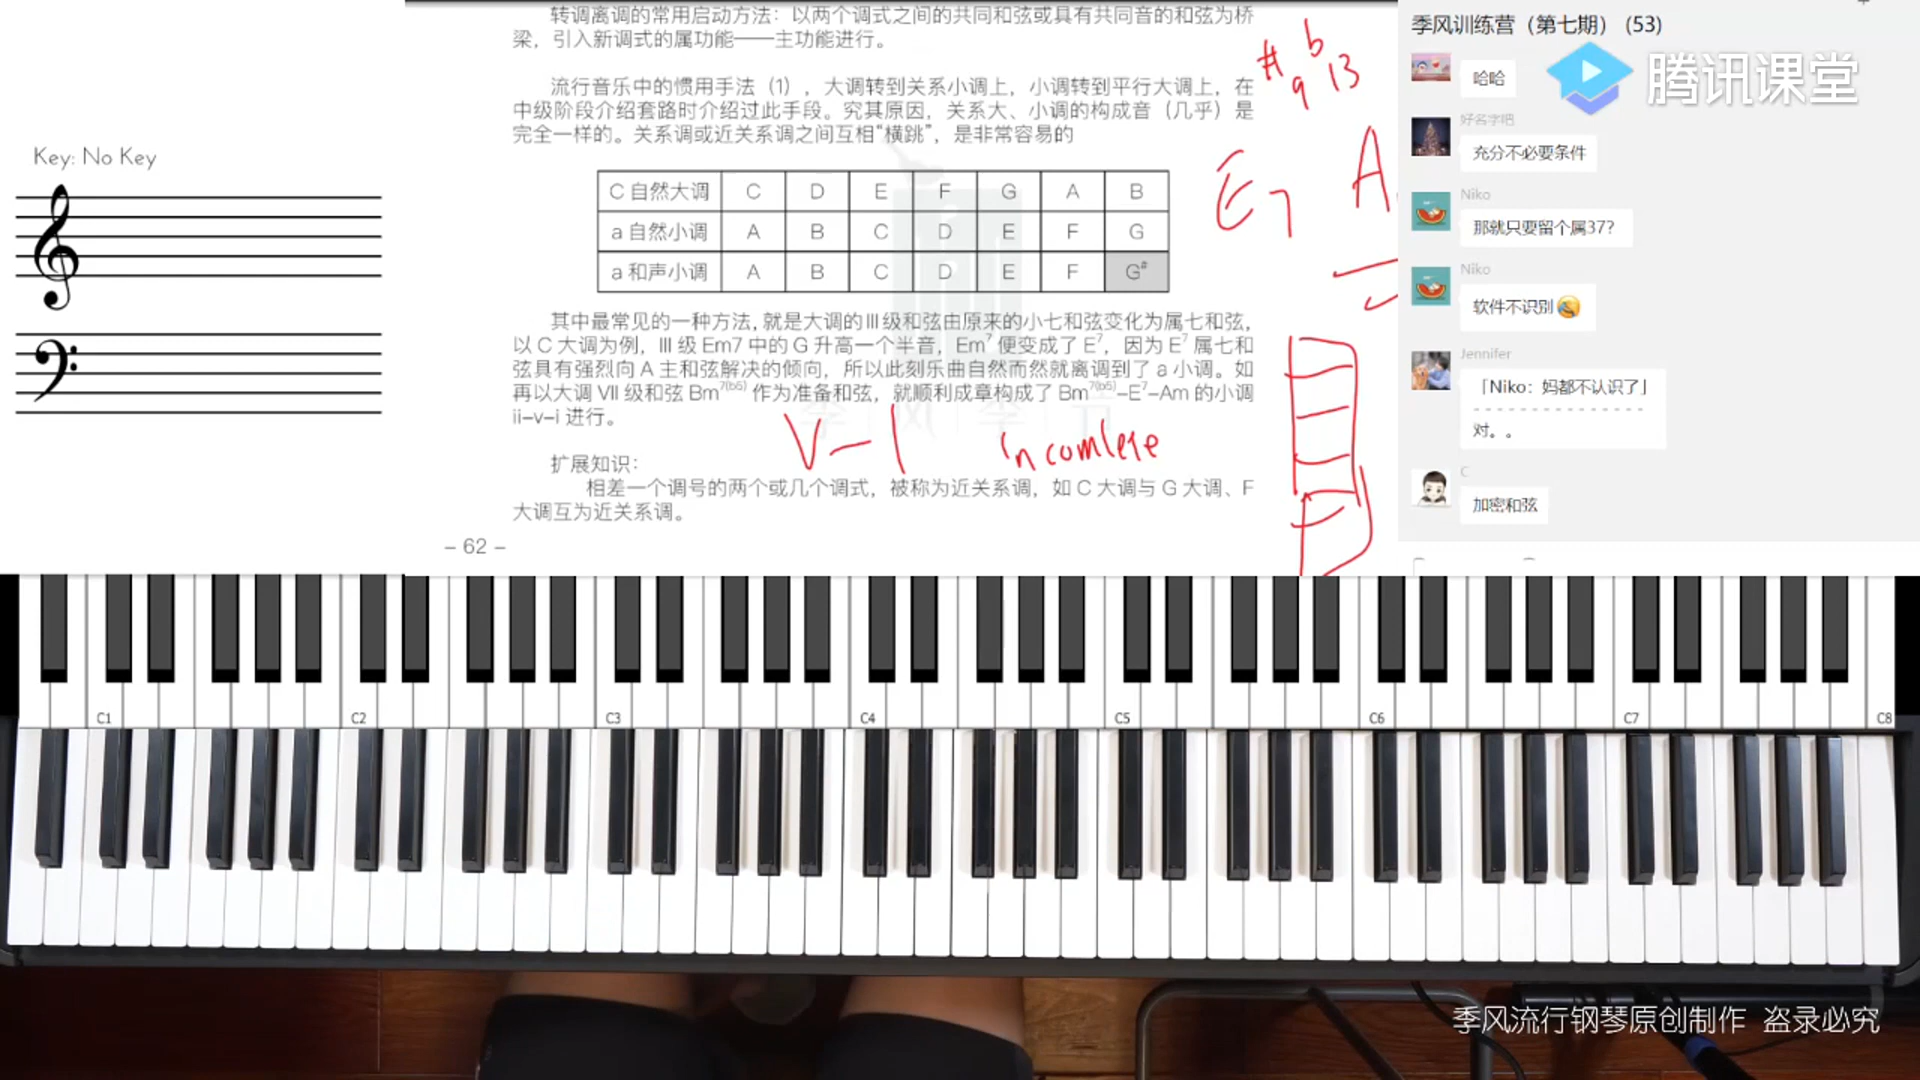 转调离调的常用启动方法：以两个调式之间的共同和弦或具有共同音的和弦为桥
梁，引入新调式的属功能——主功能进行。
流行音乐中的惯用手法（1），大调转到关系小调上，小调转到平行大调上，在
中级阶段介绍套路时介绍过此手段。究其原因，关系大、小调的构成音（几乎）是
完全一样的。关系调或近关系调之间互相“横跳”，是非常容易的
C 自然大调 C D E F G A B
a 自然小调 A B C D E F G
a 和声小调 A B C D E F G#
其中最常见的一种方法，就是大调的Ⅲ级和弦由原来的小七和弦变化为属七和弦，
以 C 大调为例，Ⅲ 级 Em7 中的 G 升高一个半音，Em7 便变成了 E7，因为 E7 属七和
弦具有强烈向 A 主和弦解决的倾向，所以此刻乐曲自然而然就离调到了 a 小调。如
再以大调 VII 级和弦 Bm7(b5) 作为准备和弦，就顺利成章构成了 Bm7(b5)–E7–Am 的小调
ii–v–i 进行。
扩展知识：
相差一个调号的两个或几个调式，被称为近关系调，如 C 大调与 G 大调、F
大调互为近关系调。
– 62 –
V – I
incomlete
# b
9 13
E7 A
Key: No Key
季风训练营（第七期） (53)
腾讯课堂
哈哈
好名字吧
充分不必要条件
Niko
那就只要留个属37?
Niko
软件不识别
Jennifer
「Niko：妈都不认识了」
- - - - - - - - - - - - - - -
对。。
C
加密和弦
C1 C2 C3 C4 C5 C6 C7 C8
季风流行钢琴原创制作 盗录必究